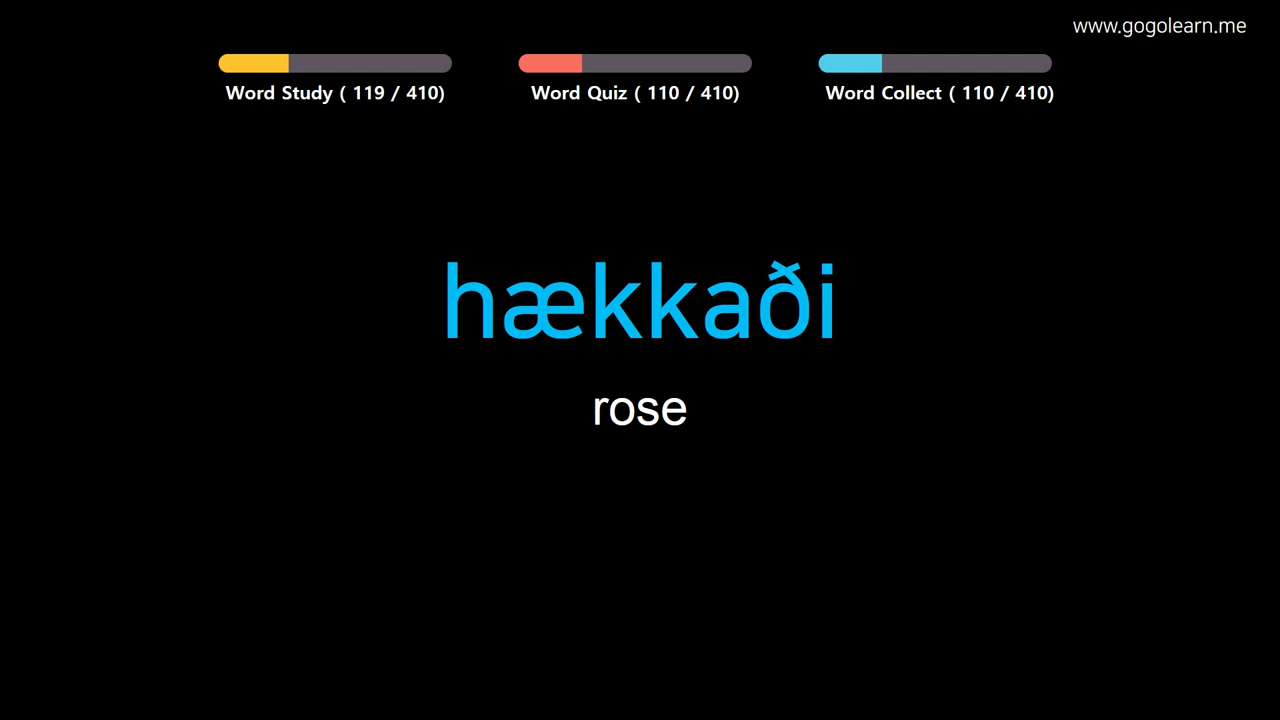 www.gogolearn.me
Word Study ( 119 / 410)
Word Quiz ( 110 / 410)
Word Collect ( 110 / 410)
hækkaði
rose